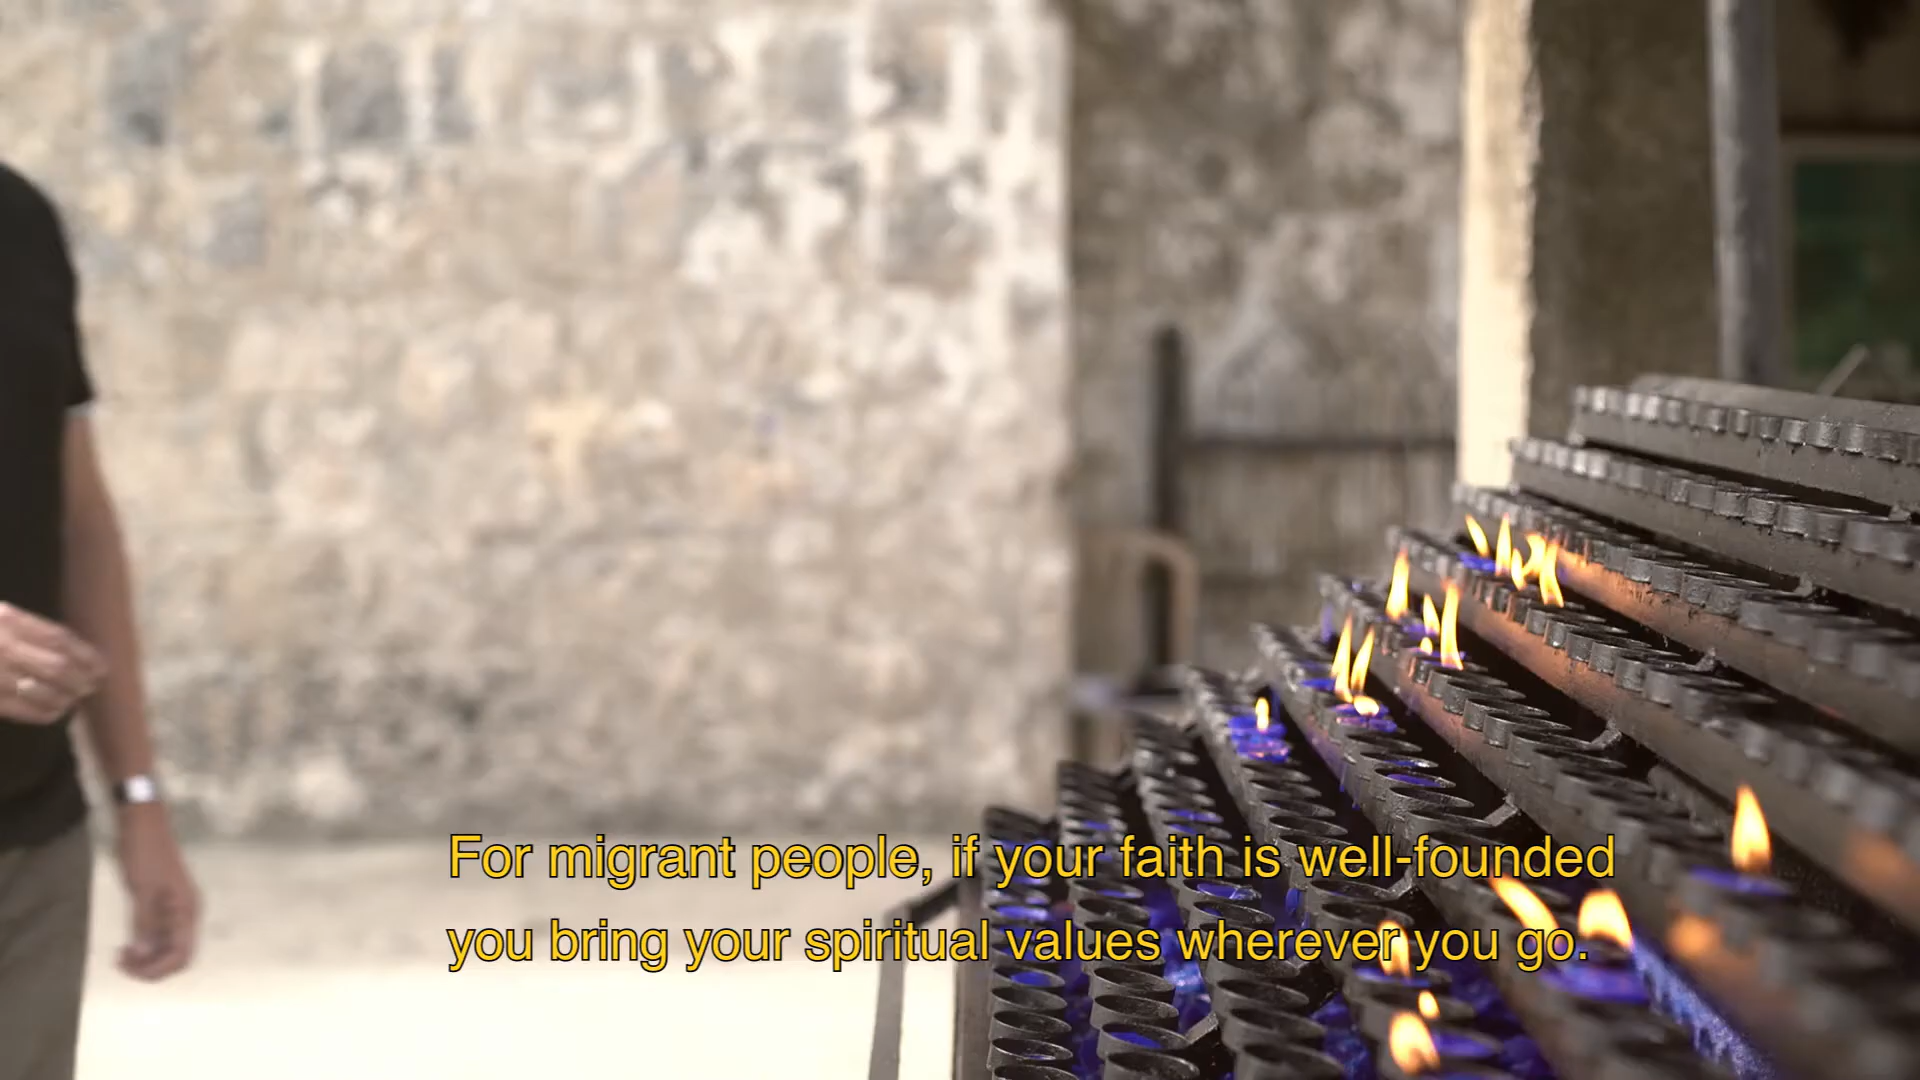 For migrant people, if your faith is well-founded
you bring your spiritual values wherever you go.